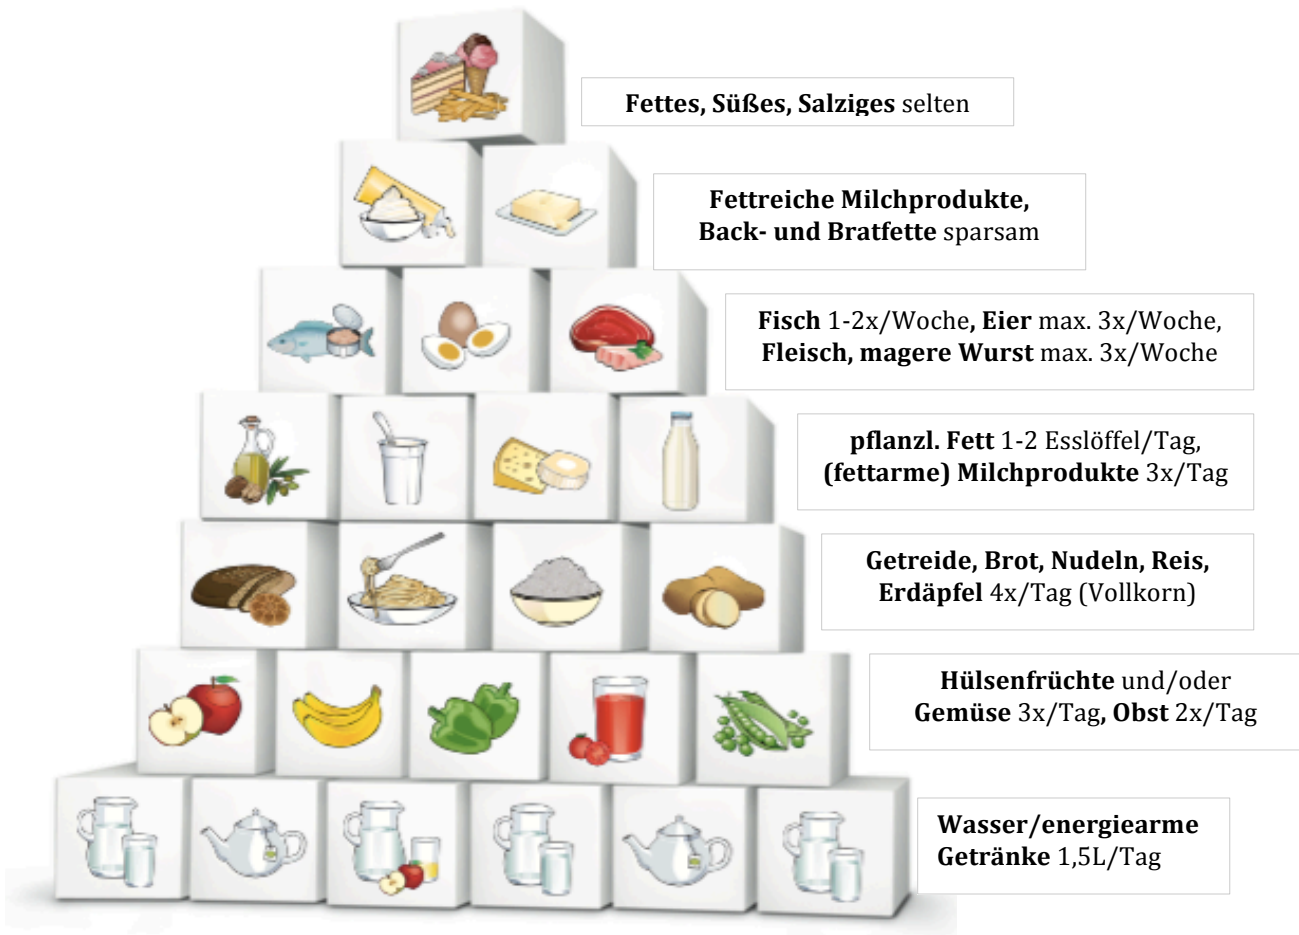 Fettes, Süßes, Salziges selten
Fettreiche Milchprodukte,
Back- und Bratfette sparsam
Fisch 1-2x/Woche, Eier max. 3x/Woche,
Fleisch, magere Wurst max. 3x/Woche
pflanzl. Fett 1-2 Esslöffel/Tag,
(fettarme) Milchprodukte 3x/Tag
Getreide, Brot, Nudeln, Reis,
Erdäpfel 4x/Tag (Vollkorn)
Hülsenfrüchte und/oder
Gemüse 3x/Tag, Obst 2x/Tag
Wasser/energiearme
Getränke 1,5L/Tag